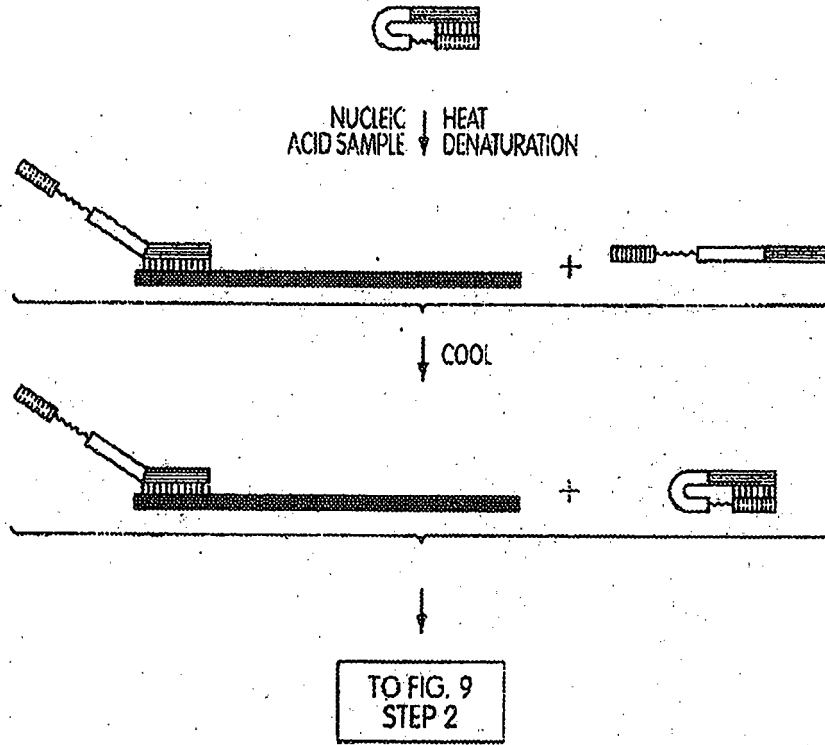 NUCLEIC HEAT
ACID SAMPLE DENATURATION
+
COOL
+
TO FIG. 9
STEP 2